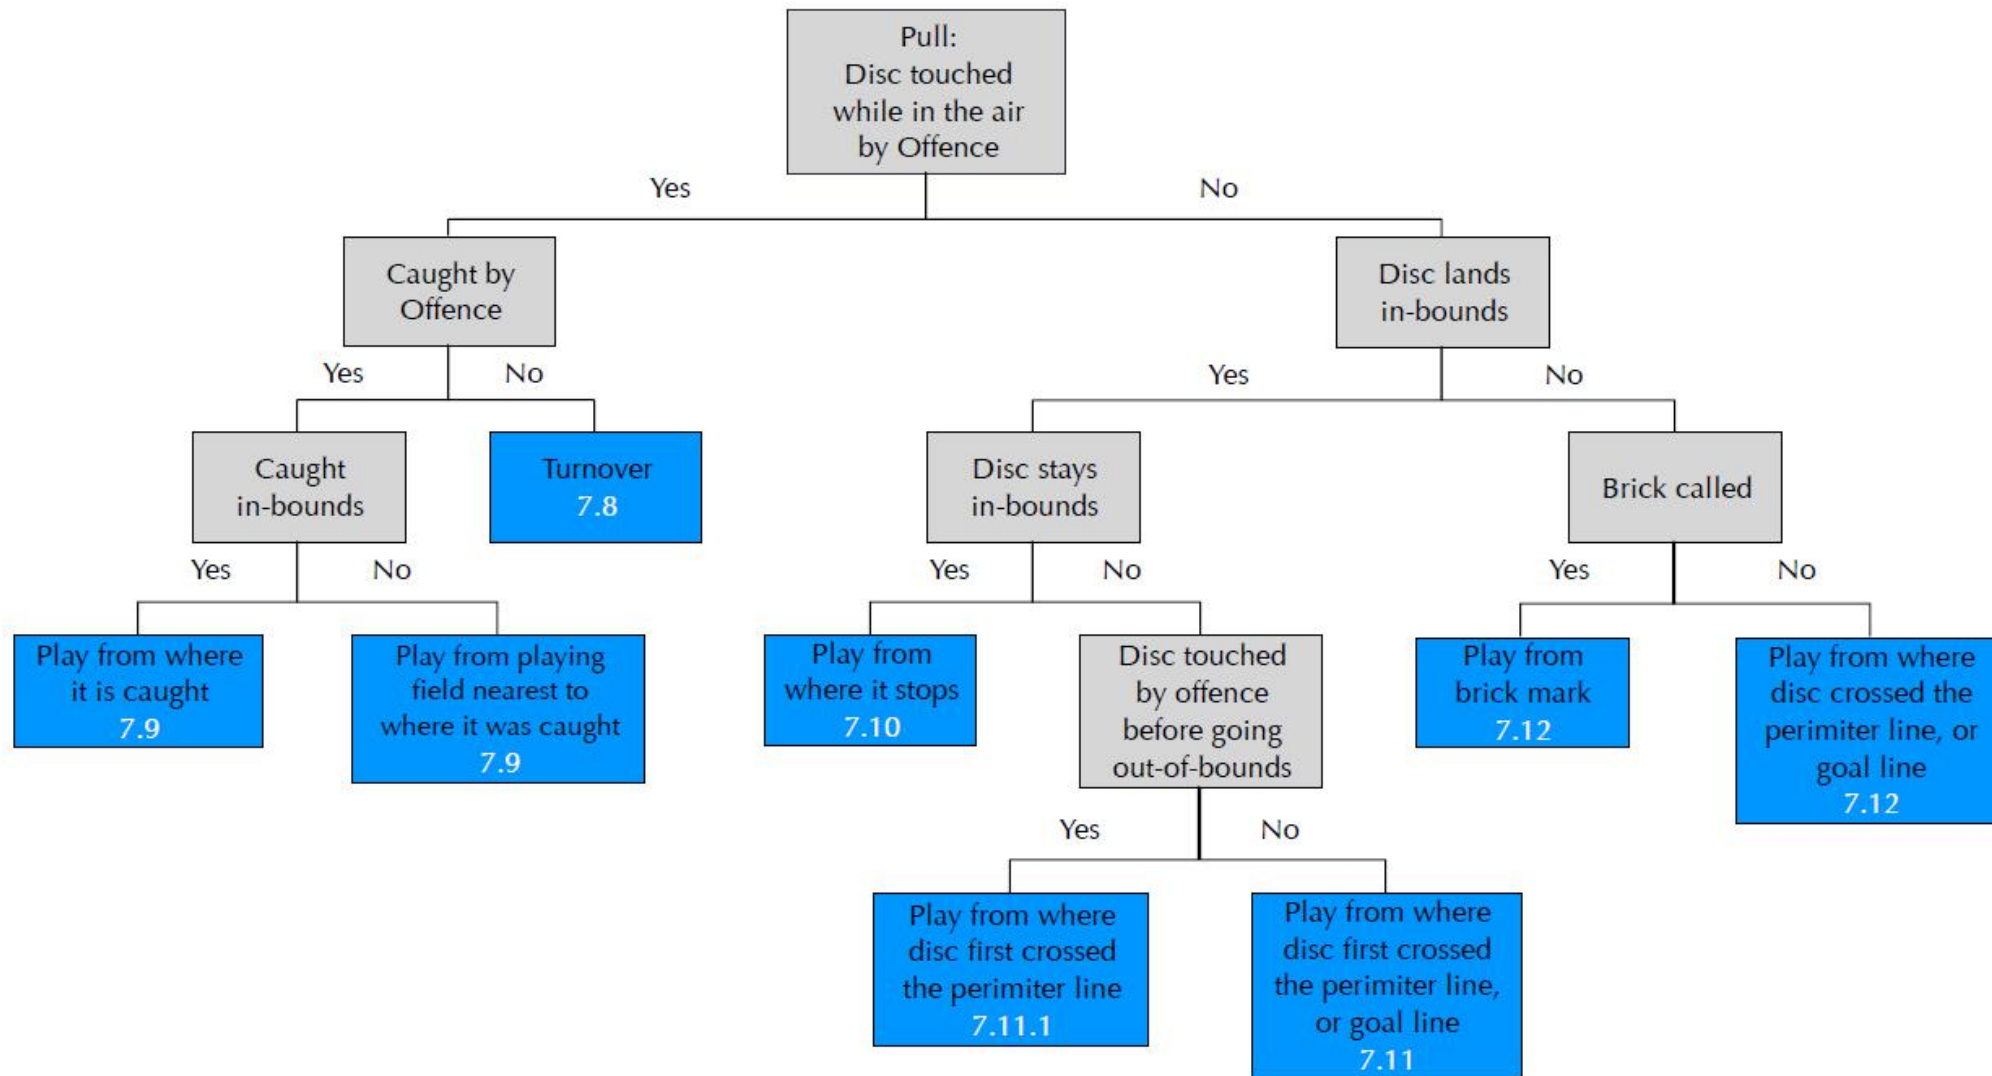 Pull:
Disc touched
while in the air
by Offence
Yes
No
Caught by
Offence
Disc lands
in-bounds
Yes
No
Yes
No
Caught
in-bounds
Turnover
7.8
Disc stays
in-bounds
Brick called
Yes
No
Yes
No
Yes
No
Play from where
it is caught
7.9
Play from playing
field nearest to
where it was caught
7.9
Play from
where it stops
7.10
Disc touched
by offence
before going
out-of-bounds
Play from
brick mark
7.12
Play from where
disc crossed the
perimiter line, or
goal line
7.12
Yes
No
Play from where
disc first crossed
the perimiter line
7.11.1
Play from where
disc first crossed
the perimiter line,
or goal line
7.11